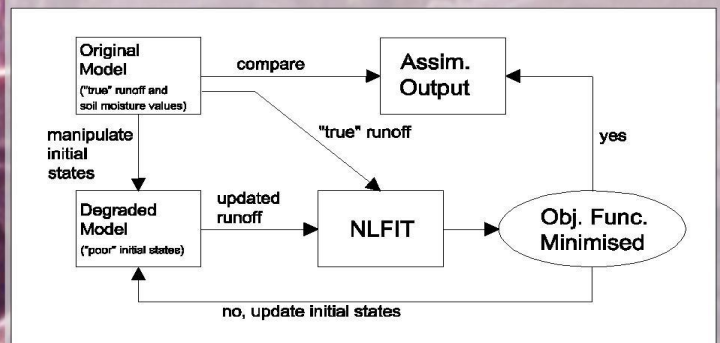 Original
Model
("true" runoff and
soil moisture values)
compare
Assim.
Output
"true" runoff
manipulate
initial
states
yes
Degraded
Model
("poor" initial states)
updated
runoff
NLFIT
Obj. Func.
Minimised
no, update initial states